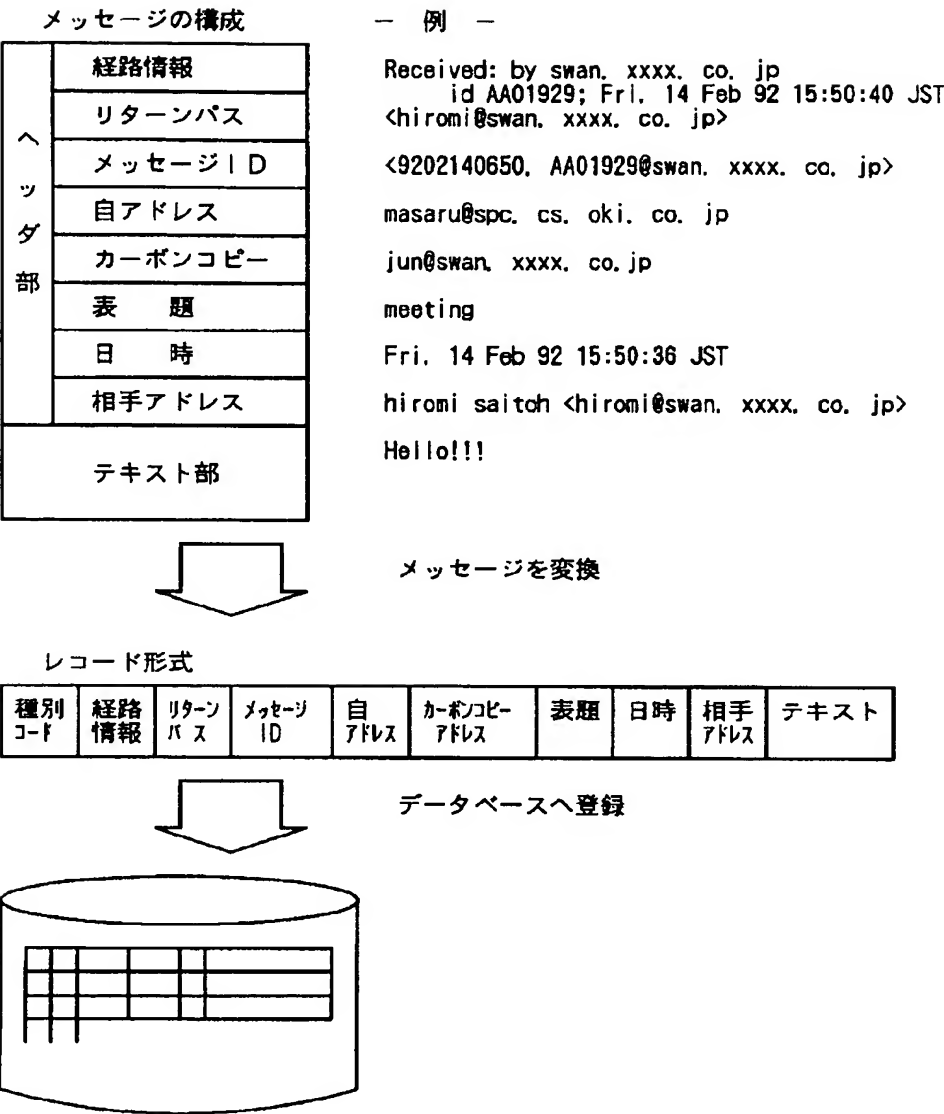 メッセージの構成
－ 例 －
ヘッダ部
経路情報
Received: by swan. xxxx. co. jp
id AA01929; Fri. 14 Feb 92 15:50:40 JST
リターンパス
<hiromi@swan. xxxx. co. jp>
メッセージID
<9202140650. AA01929@swan. xxxx. co. jp>
自アドレス
masaru@spc. cs. oki. co. jp
カーボンコピー
jun@swan. xxxx. co. jp
表 題
meeting
日 時
Fri. 14 Feb 92 15:50:36 JST
相手アドレス
hiromi saitoh <hiromi@swan. xxxx. co. jp>
テキスト部
Hello!!!
メッセージを変換
レコード形式
種別コード
経路情報
リターンパス
メッセージID
自アドレス
カーボンコピーアドレス
表題
日時
相手アドレス
テキスト
データベースへ登録